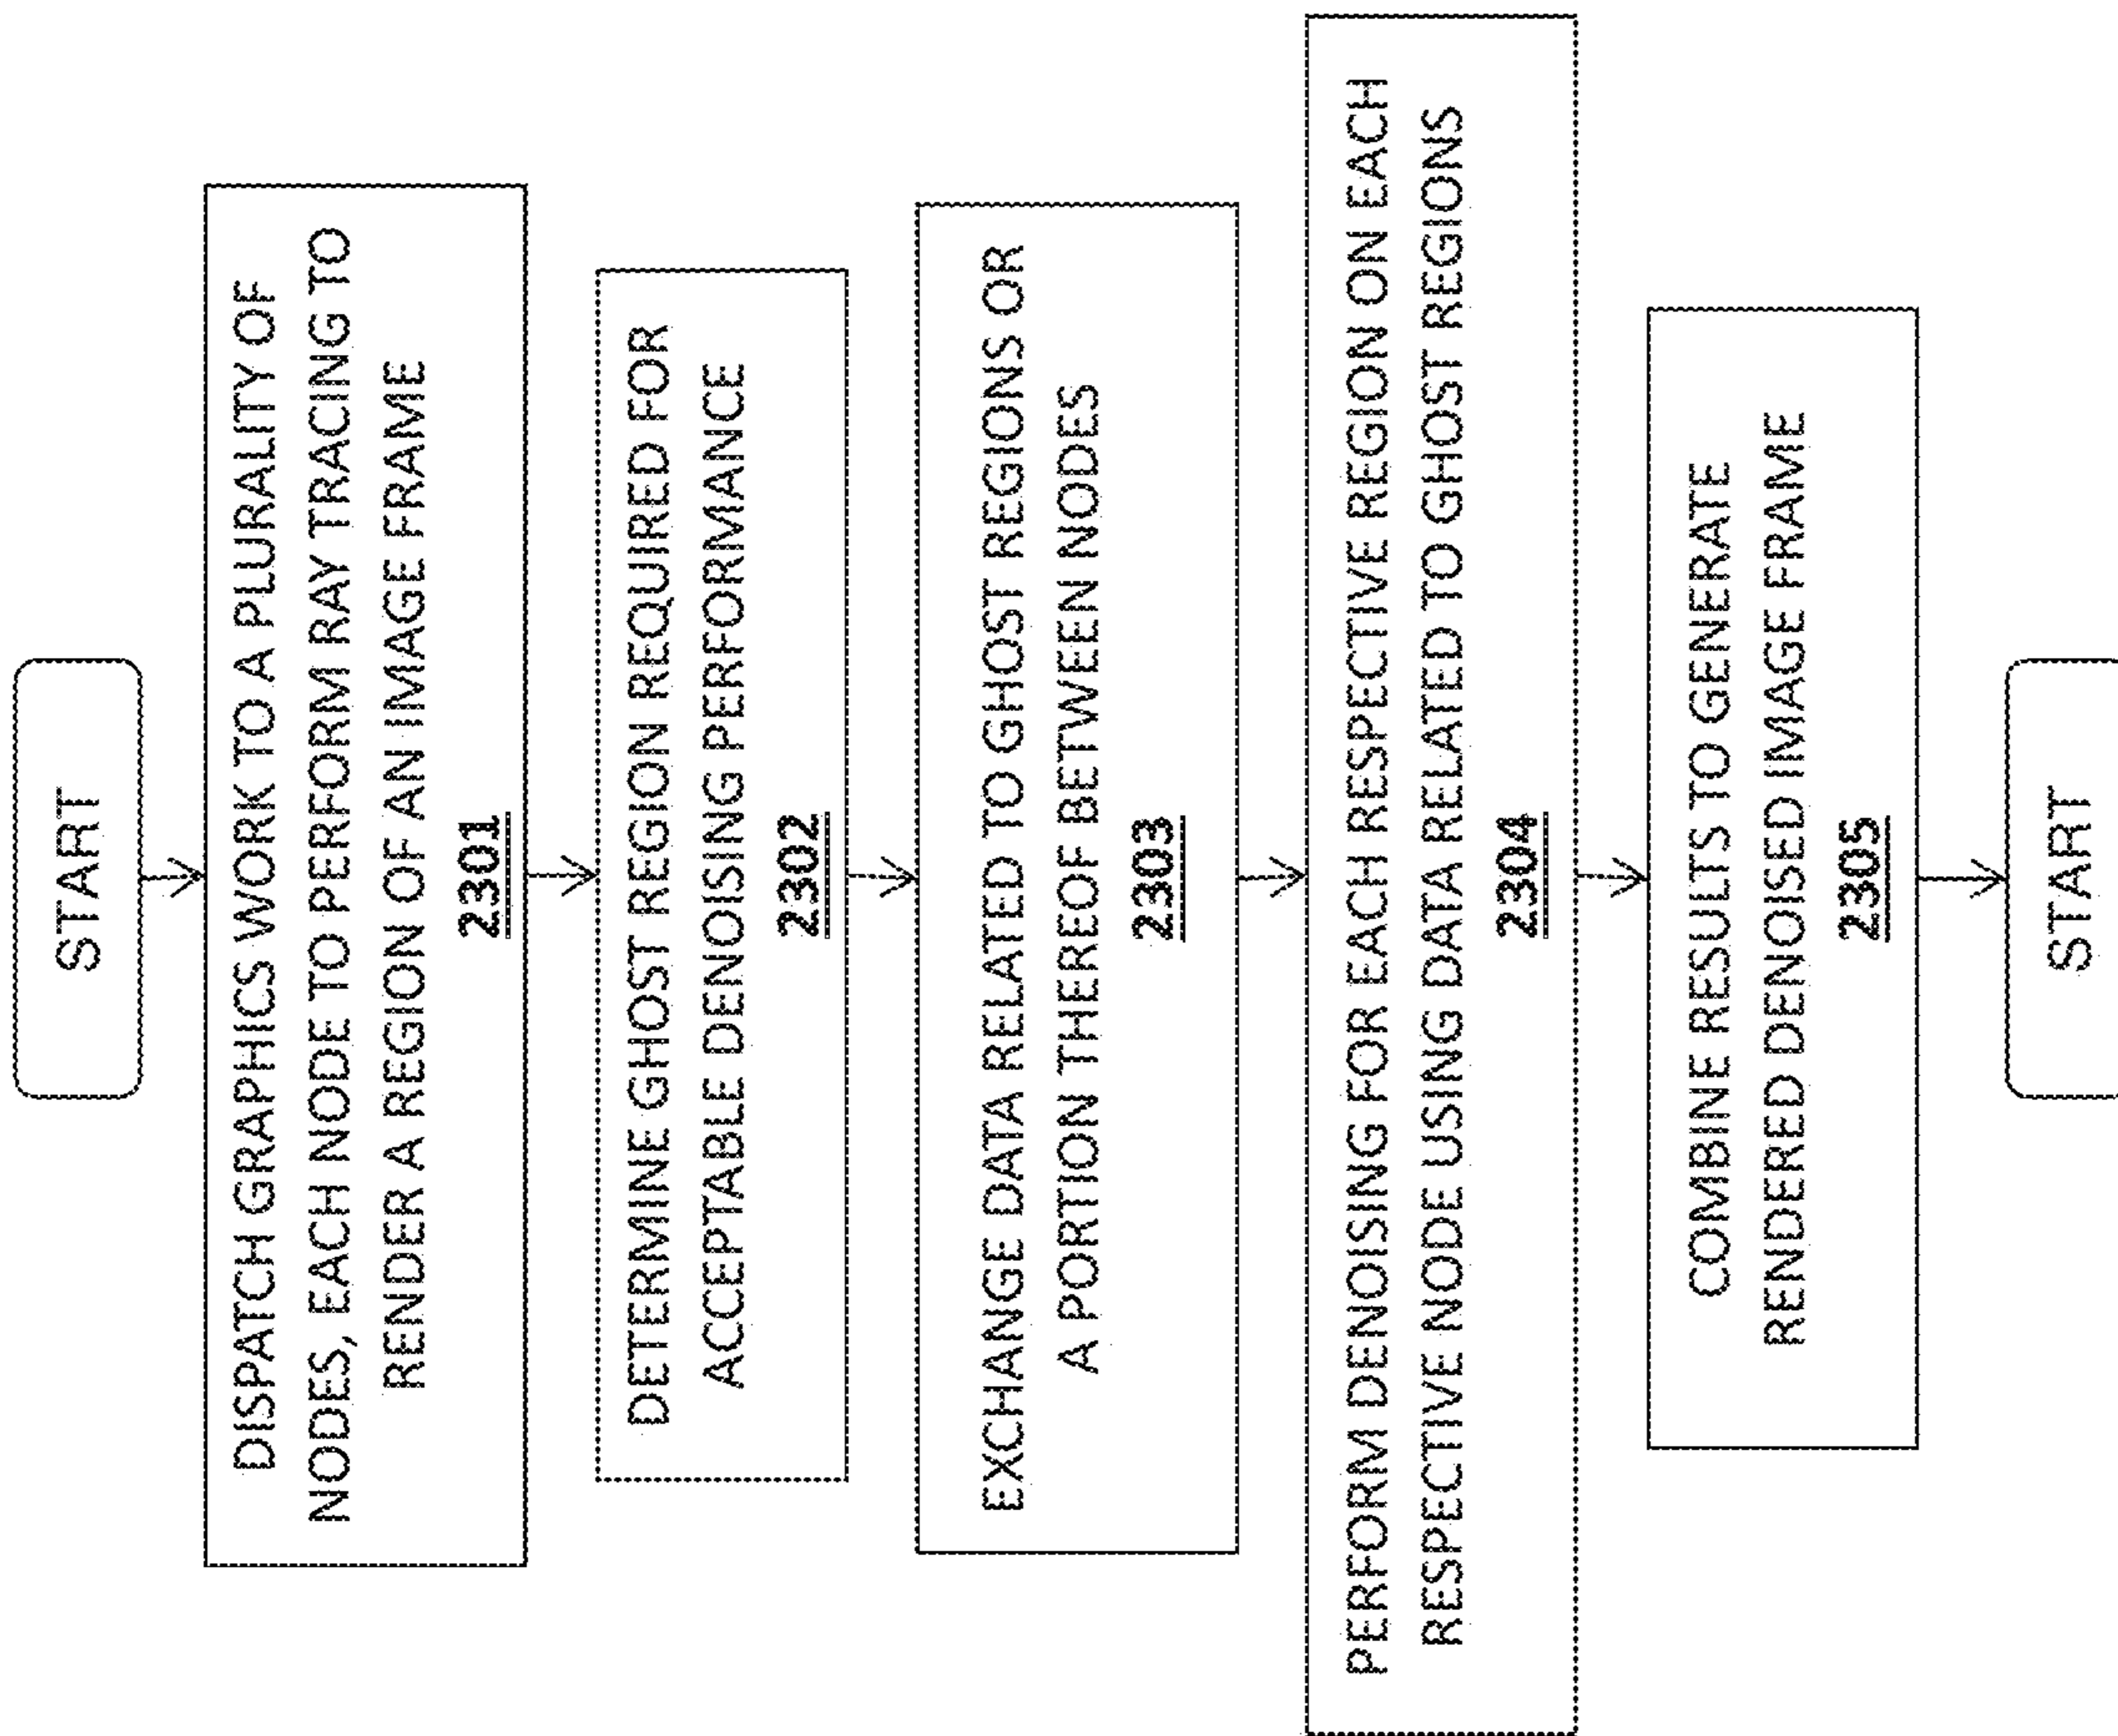 START
DISPATCH GRAPHICS WORK TO A PLURALITY OF
NODES, EACH NODE TO PERFORM RAY TRACING TO
RENDER A REGION OF AN IMAGE FRAME
2301
DETERMINE GHOST REGION REQUIRED FOR
ACCEPTABLE DENOISING PERFORMANCE
2302
EXCHANGE DATA RELATED TO GHOST REGIONS OR
A PORTION THEREOF BETWEEN NODES
2303
PERFORM DENOISING FOR EACH RESPECTIVE REGION ON EACH
RESPECTIVE NODE USING DATA RELATED TO GHOST REGIONS
2304
COMBINE RESULTS TO GENERATE
RENDERED DENOISED IMAGE FRAME
2305
START